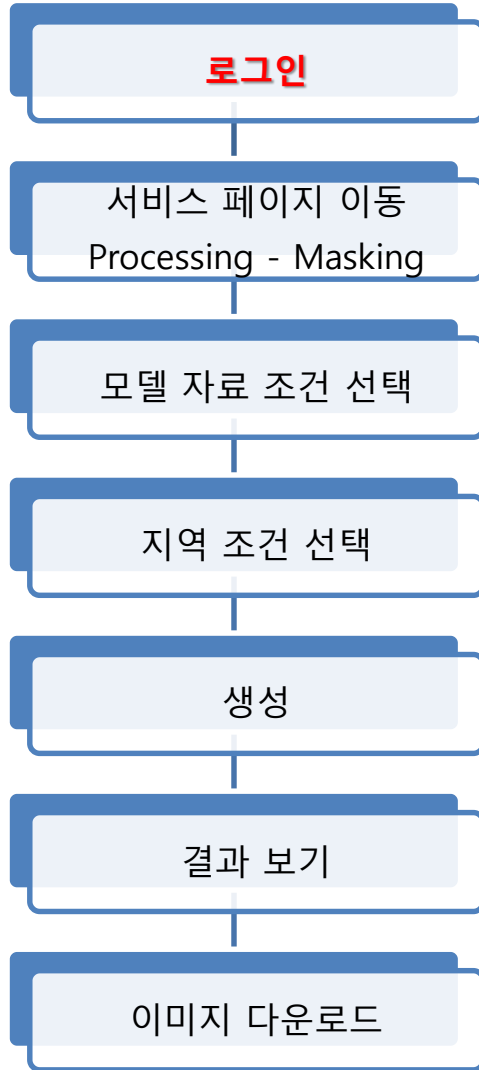 로그인
서비스 페이지 이동
Processing - Masking
모델 자료 조건 선택
지역 조건 선택
생성
결과 보기
이미지 다운로드